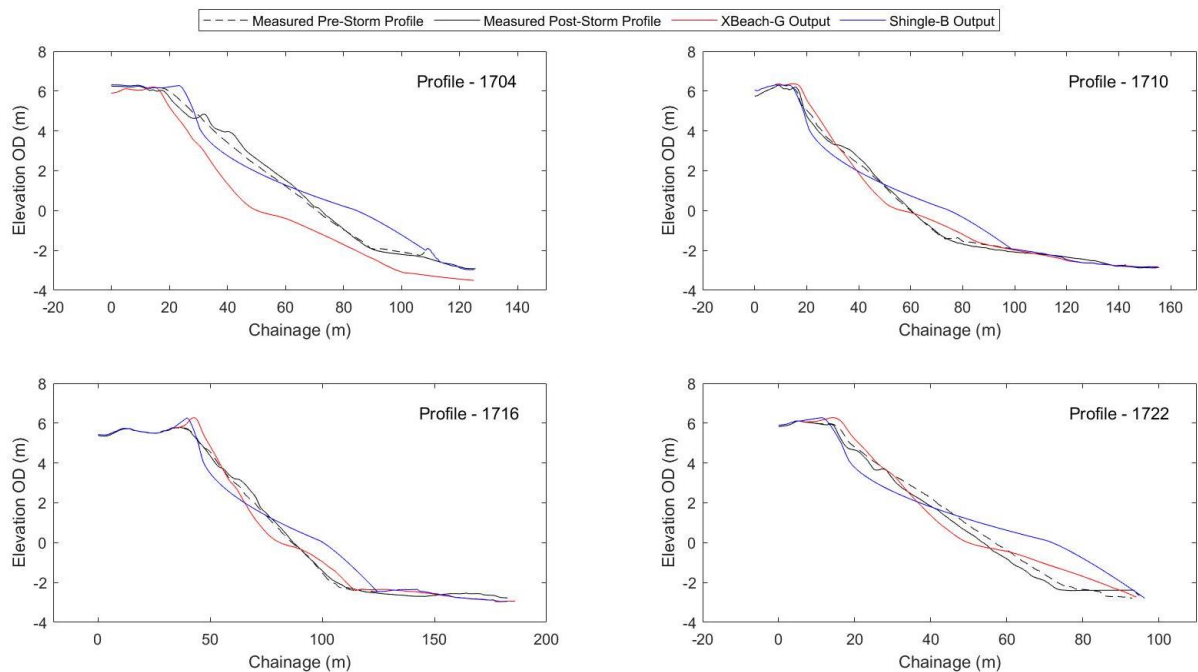 Measured Pre-Storm Profile Measured Post-Storm Profile XBeach-G Output Shingle-B Output
Profile - 1704
Elevation OD (m)
8
6
4
2
0
-2
-4
-20 0 20 40 60 80 100 120 140
Chainage (m)
Profile - 1710
Elevation OD (m)
8
6
4
2
0
-2
-4
-20 0 20 40 60 80 100 120 140 160
Chainage (m)
Profile - 1716
Elevation OD (m)
8
6
4
2
0
-2
-4
0 50 100 150 200
Chainage (m)
Profile - 1722
Elevation OD (m)
8
6
4
2
0
-2
-4
-20 0 20 40 60 80 100
Chainage (m)